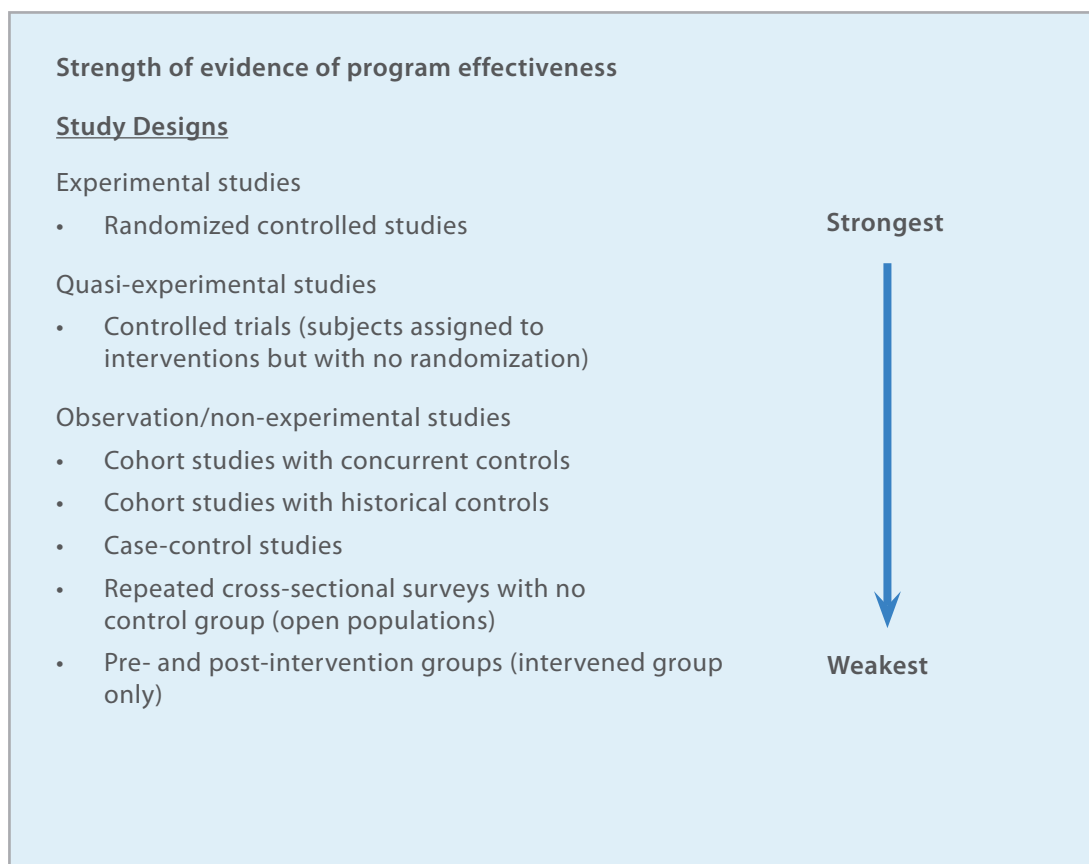 Strength of evidence of program effectiveness
Study Designs
Experimental studies
• Randomized controlled studies
Strongest
Quasi-experimental studies
• Controlled trials (subjects assigned to
interventions but with no randomization)
Observation/non-experimental studies
• Cohort studies with concurrent controls
• Cohort studies with historical controls
• Case-control studies
• Repeated cross-sectional surveys with no
control group (open populations)
• Pre- and post-intervention groups (intervened group
only)
Weakest